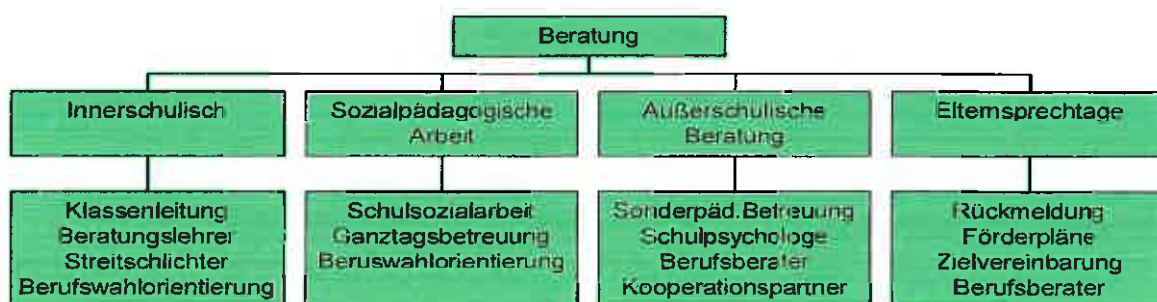 Beratung
Innerschulisch
Sozialpädagogische
Arbeit
Außerschulische
Beratung
Elternsprechtage
Klassenleitung
Beratungslehrer
Streitschlichter
Berufswahlorientierung
Schulsozialarbeit
Ganztagsbetreuung
Beruswahlorientierung
Sonderpäd.Betreuung
Schulpsychologe
Berufsberater
Kooperationspartner
Rückmeldung
Förderpläne
Zielvereinbarung
Berufsberater